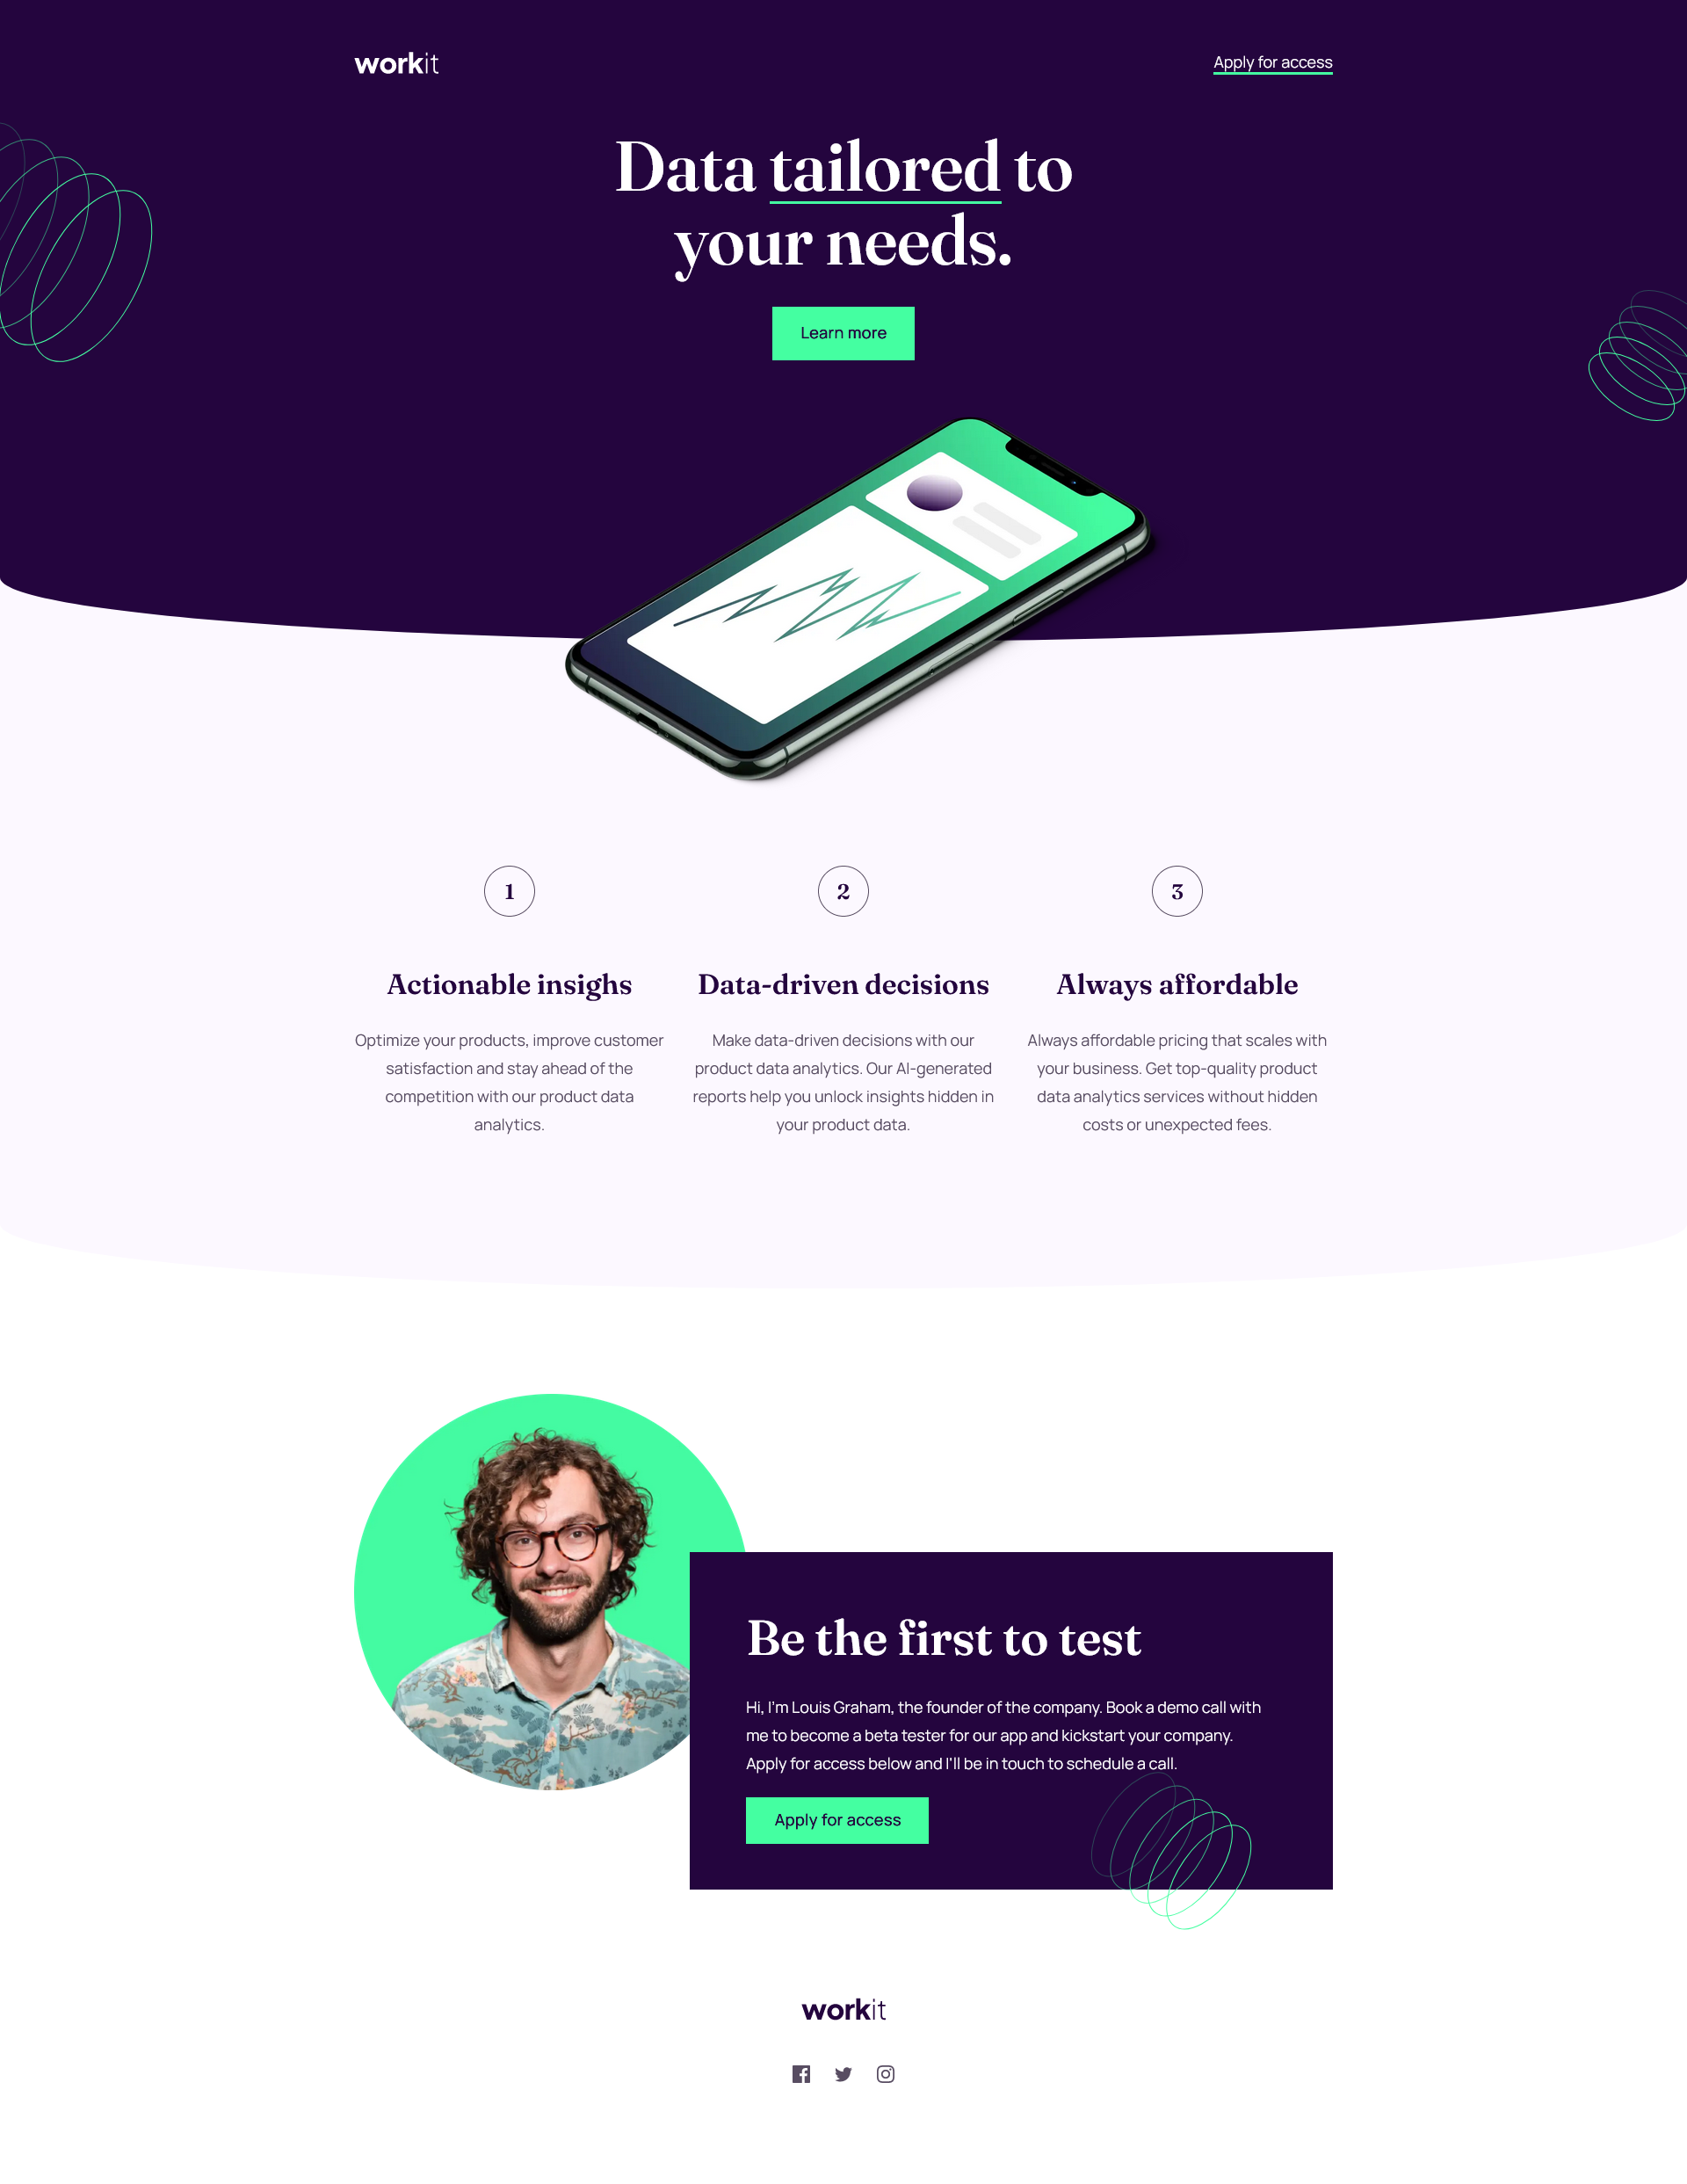 workit
Apply for access
Data tailored to
your needs.
Learn more
1
2
3
Actionable insighs
Data-driven decisions
Always affordable
Optimize your products, improve customer
satisfaction and stay ahead of the
competition with our product data
analytics.
Make data-driven decisions with our
product data analytics. Our AI-generated
reports help you unlock insights hidden in
your product data.
Always affordable pricing that scales with
your business. Get top-quality product
data analytics services without hidden
costs or unexpected fees.
Be the first to test
Hi, I'm Louis Graham, the founder of the company. Book a demo call with
me to become a beta tester for our app and kickstart your company.
Apply for access below and I'll be in touch to schedule a call.
Apply for access
workit